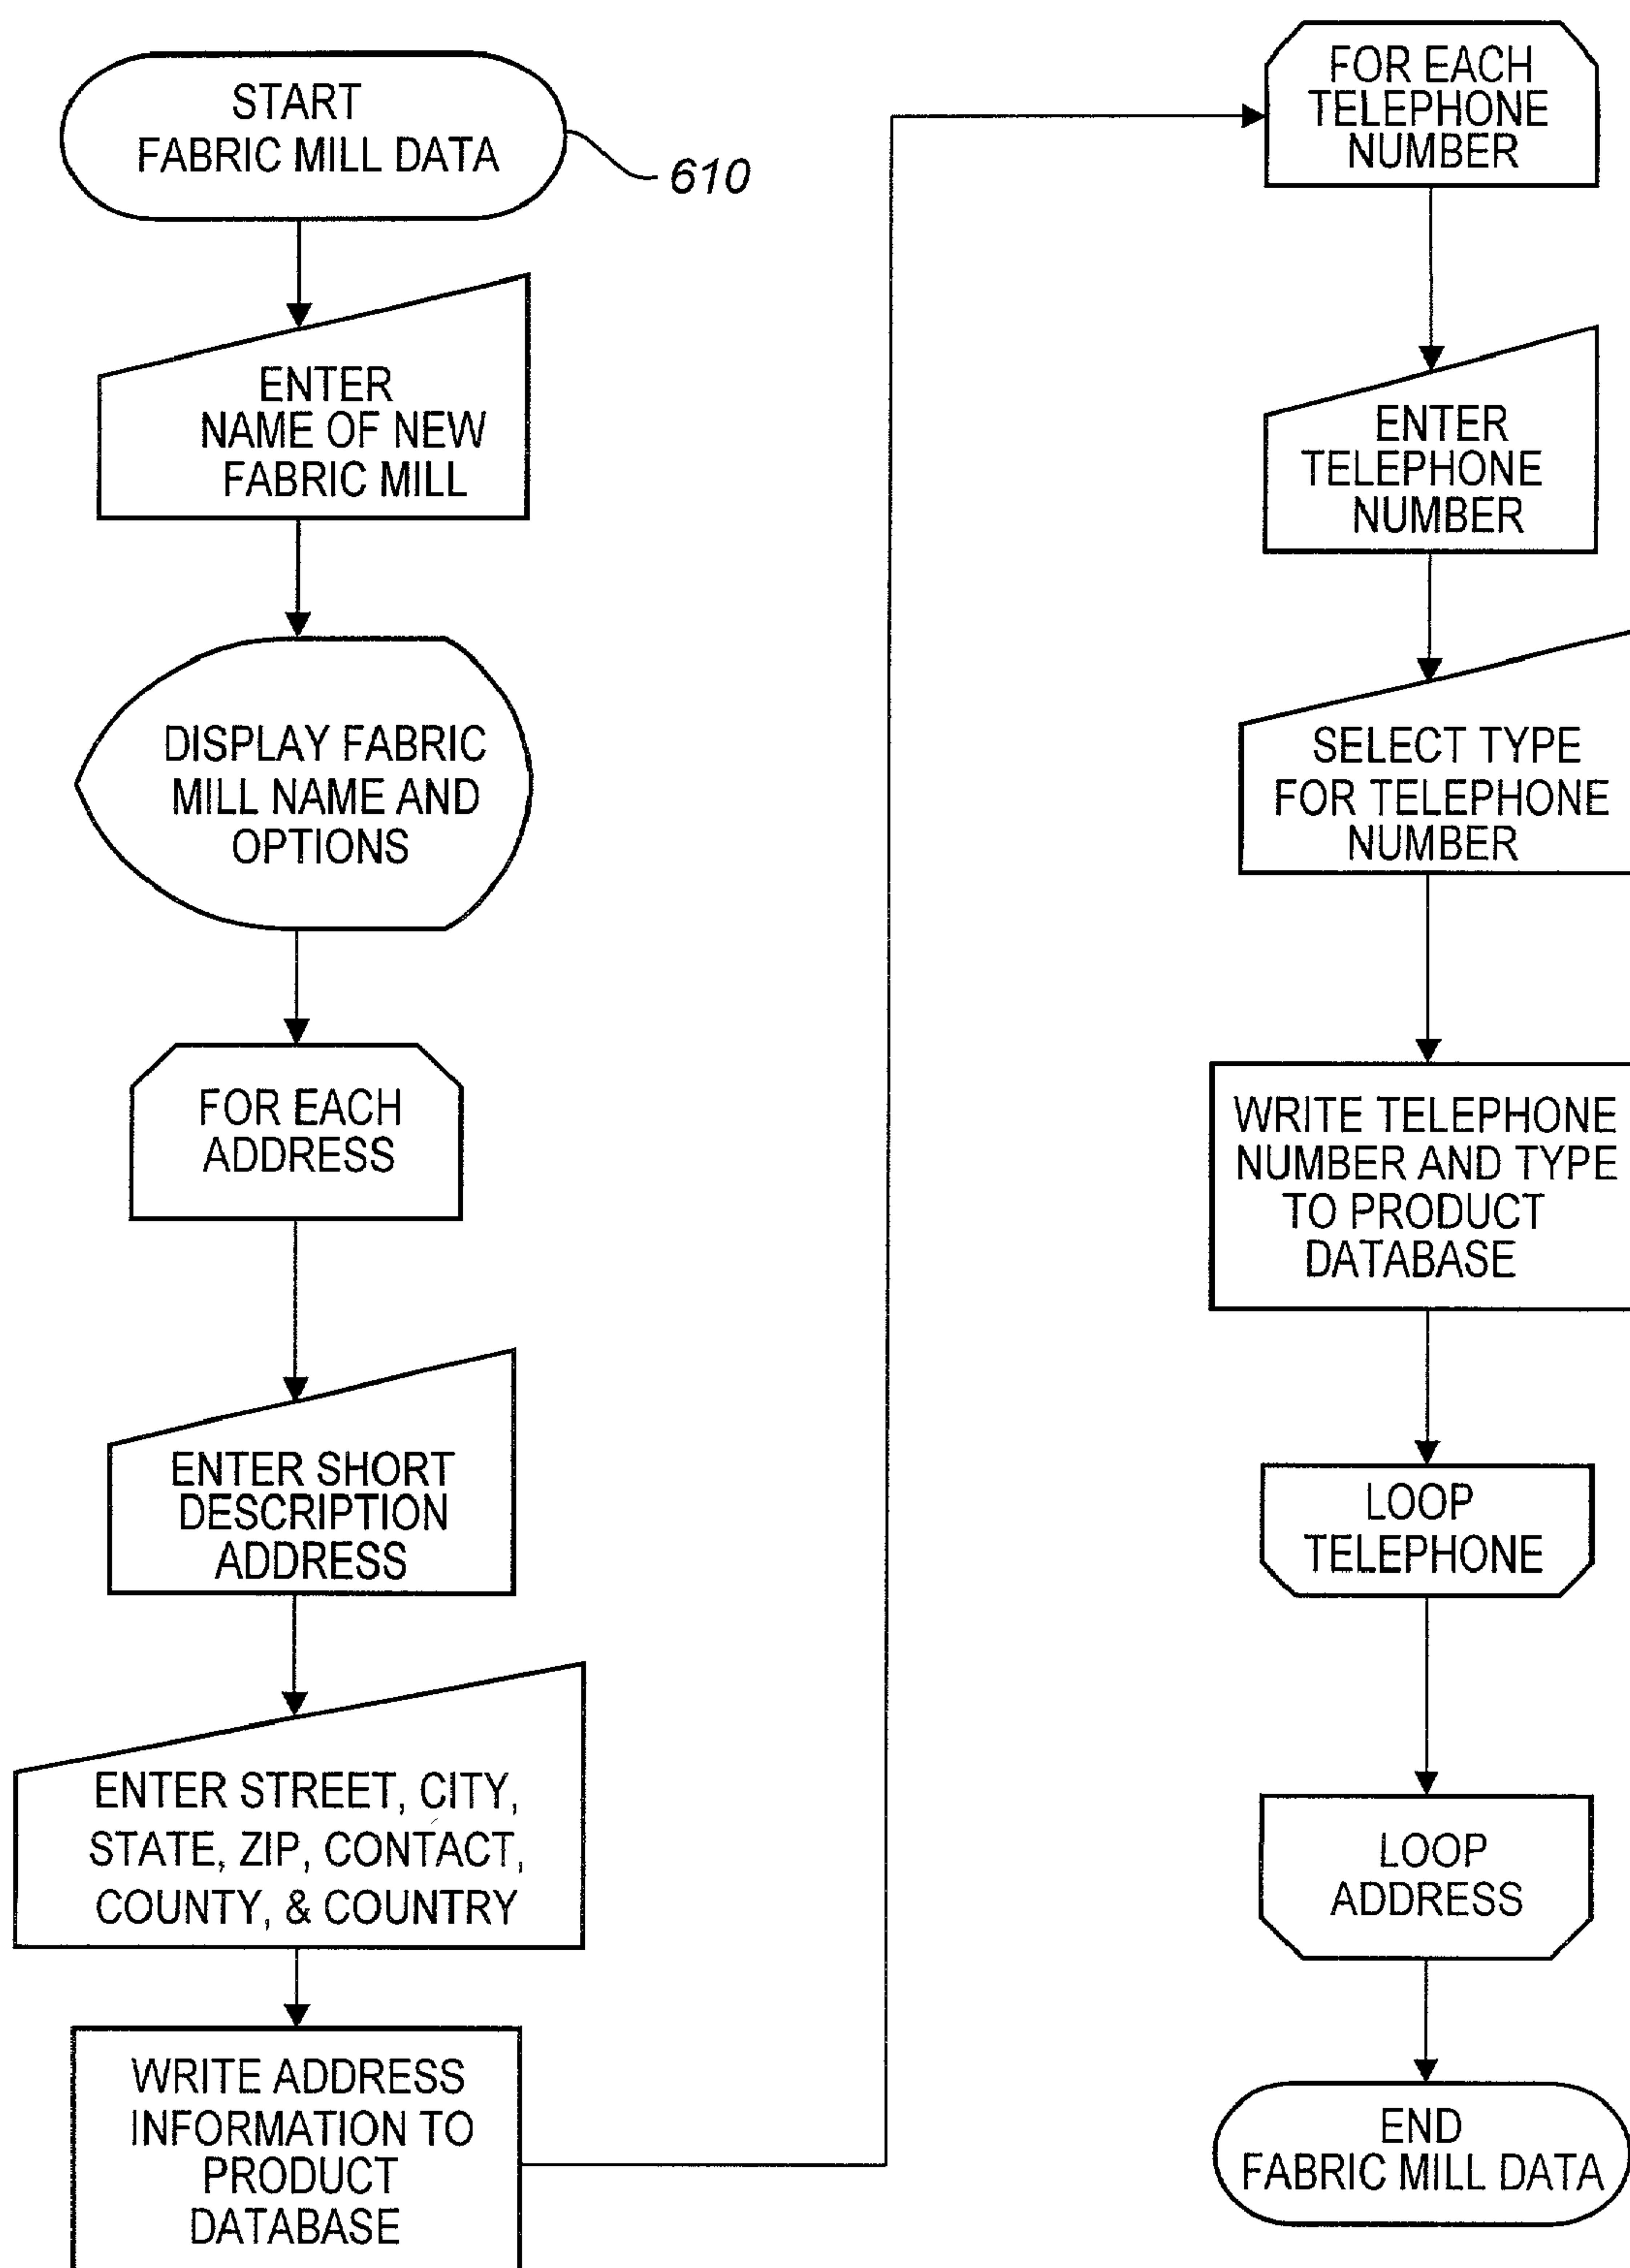 START
FABRIC MILL DATA
610
ENTER
NAME OF NEW
FABRIC MILL
DISPLAY FABRIC
MILL NAME AND
OPTIONS
FOR EACH
ADDRESS
ENTER SHORT
DESCRIPTION
ADDRESS
ENTER STREET, CITY,
STATE, ZIP, CONTACT,
COUNTY, & COUNTRY
WRITE ADDRESS
INFORMATION TO
PRODUCT
DATABASE
FOR EACH
TELEPHONE
NUMBER
ENTER
TELEPHONE
NUMBER
SELECT TYPE
FOR TELEPHONE
NUMBER
WRITE TELEPHONE
NUMBER AND TYPE
TO PRODUCT
DATABASE
LOOP
TELEPHONE
LOOP
ADDRESS
END
FABRIC MILL DATA